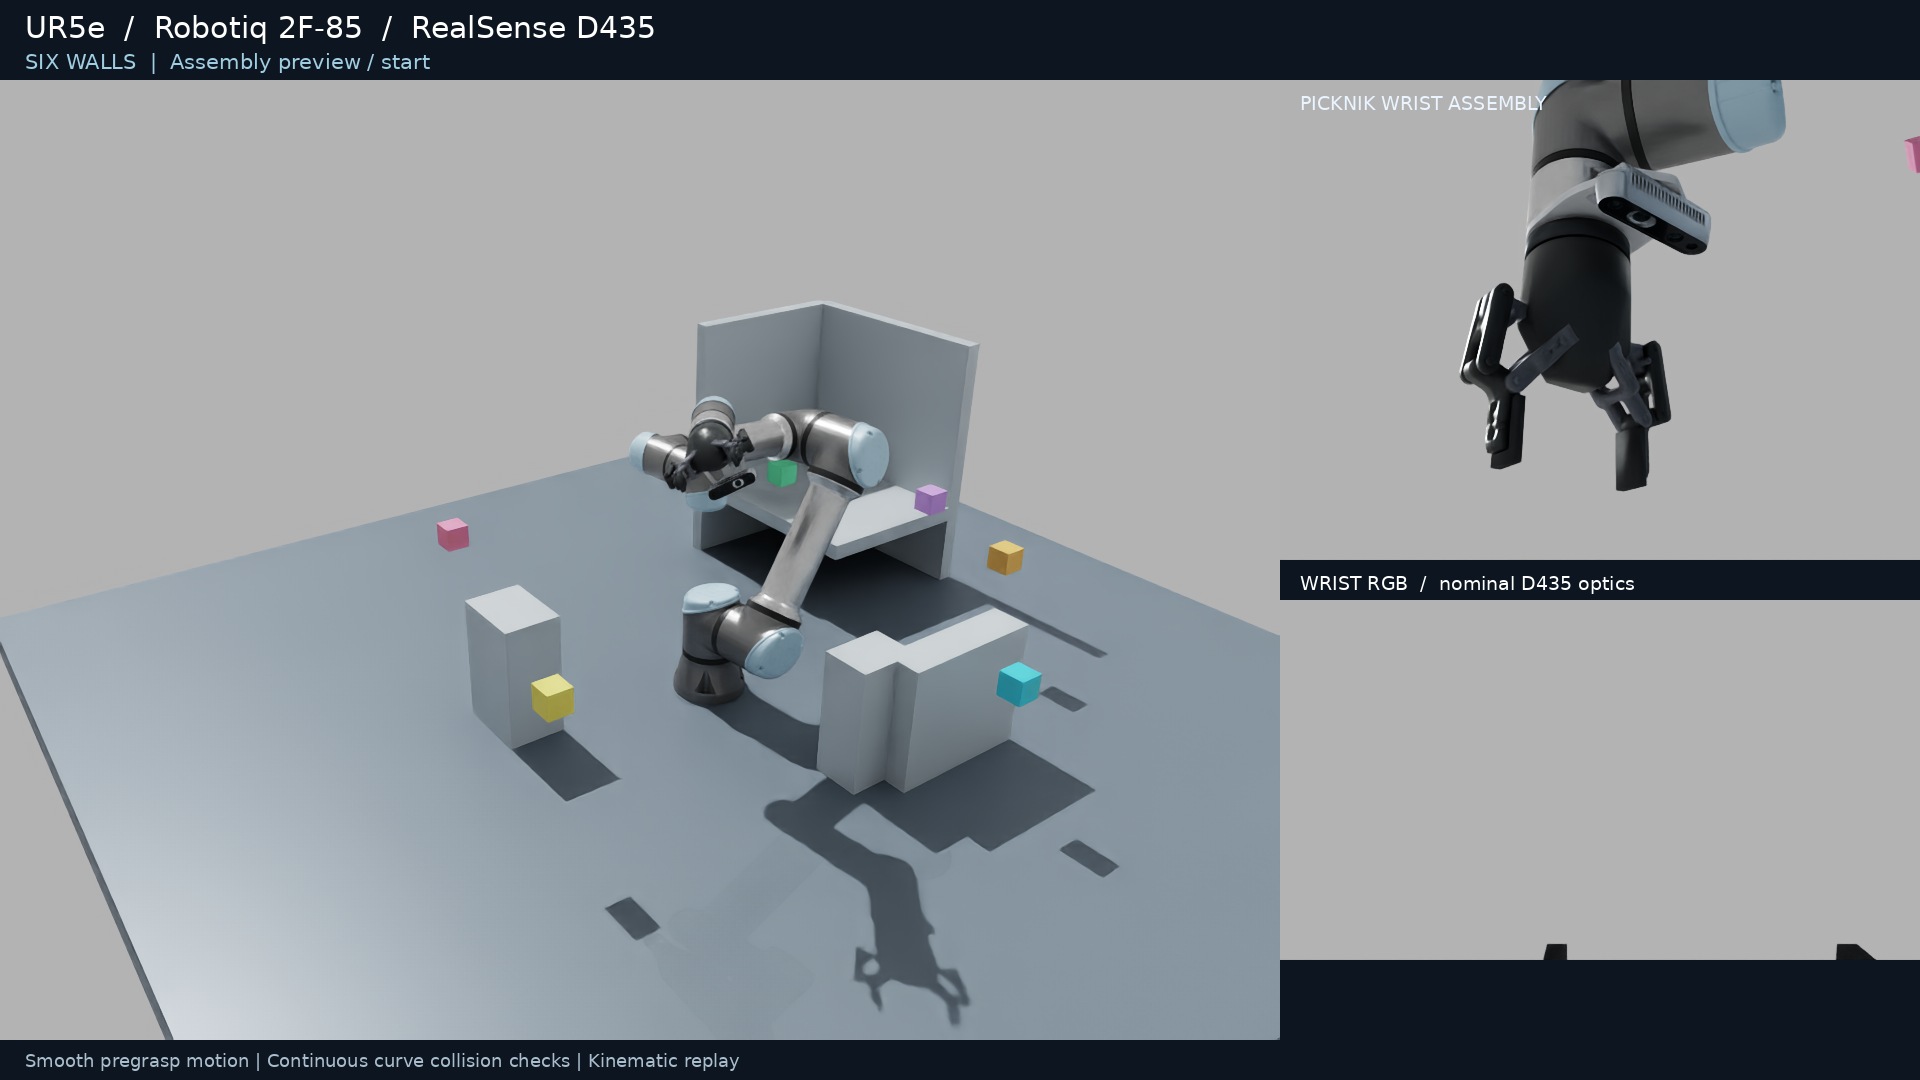 UR5e / Robotiq 2F-85 / RealSense D435
SIX WALLS | Assembly preview / start
PICKNIK WRIST ASSEMBLY
WRIST RGB / nominal D435 optics
Smooth pregrasp motion | Continuous curve collision checks | Kinematic replay